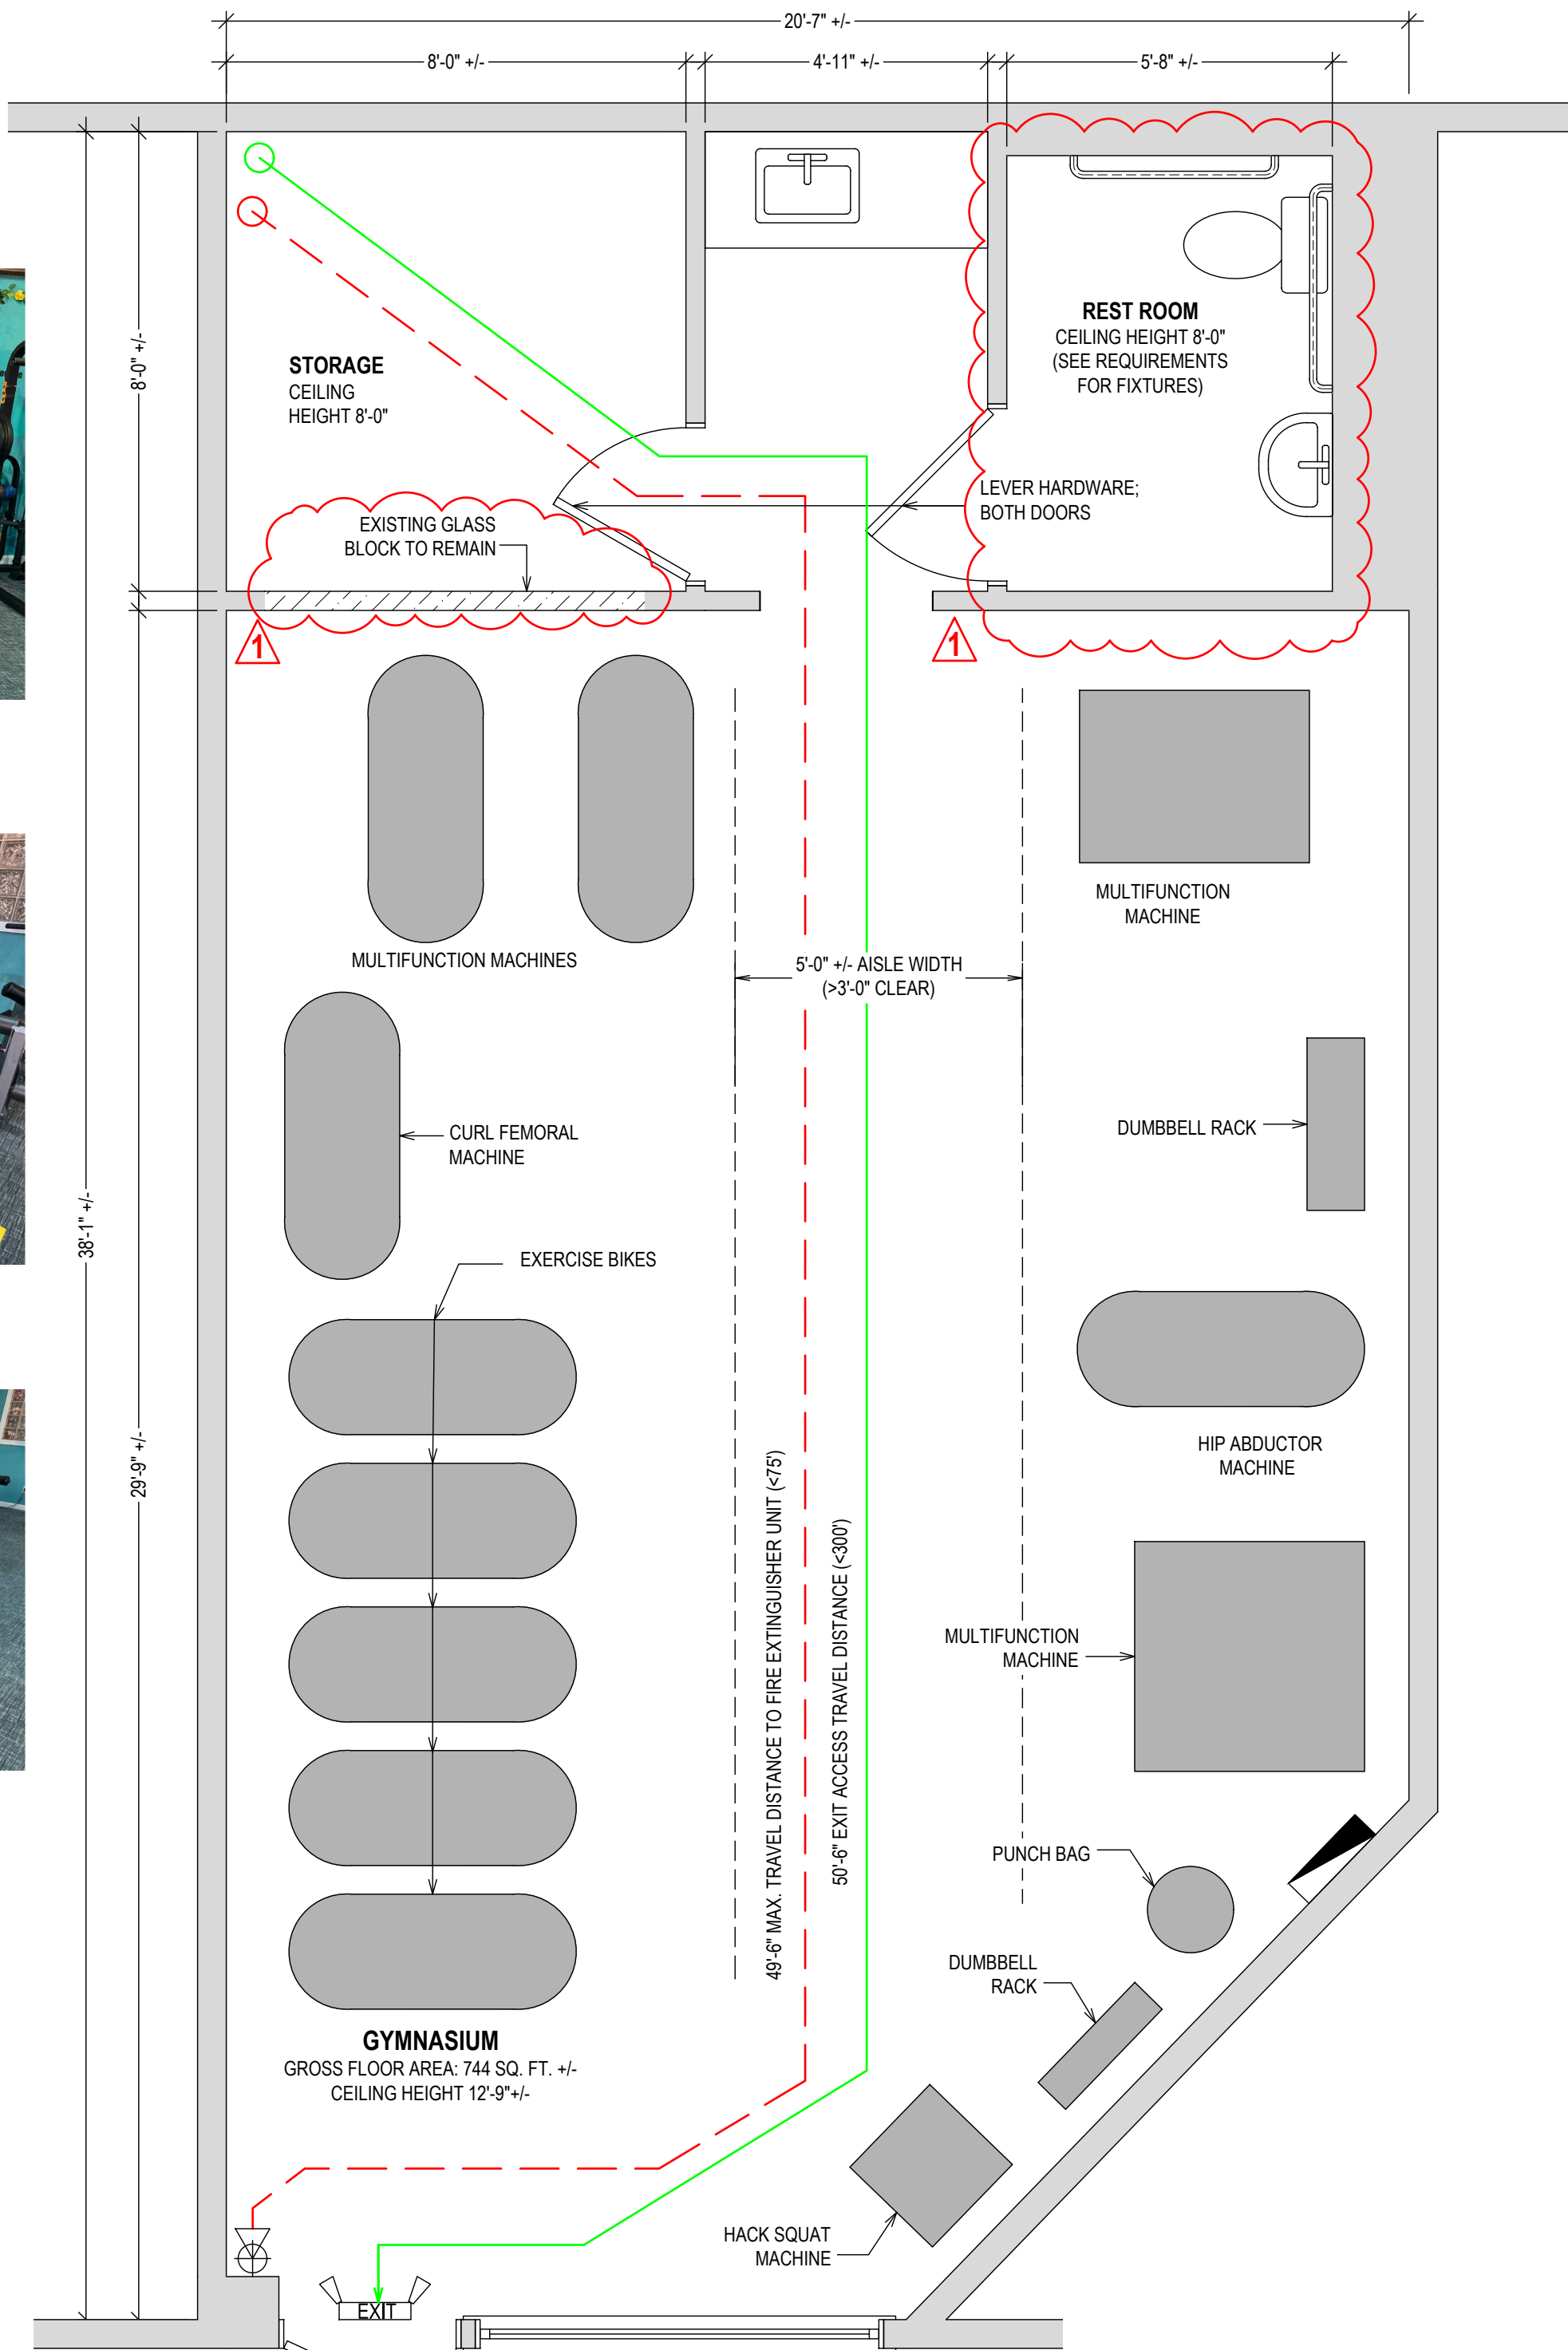 20'-7" +/-
8'-0" +/-
4'-11" +/-
5'-8" +/-
8'-0" +/-
38'-1" +/-
29'-9" +/-
STORAGE
CEILING
HEIGHT 8'-0"
REST ROOM
CEILING HEIGHT 8'-0"
(SEE REQUIREMENTS
FOR FIXTURES)
LEVER HARDWARE;
BOTH DOORS
EXISTING GLASS
BLOCK TO REMAIN
1
1
MULTIFUNCTION MACHINES
MULTIFUNCTION
MACHINE
5'-0" +/- AISLE WIDTH
(>3'-0" CLEAR)
CURL FEMORAL
MACHINE
DUMBBELL RACK
EXERCISE BIKES
HIP ABDUCTOR
MACHINE
49'-6" MAX. TRAVEL DISTANCE TO FIRE EXTINGUISHER UNIT (<75')
50'-6" EXIT ACCESS TRAVEL DISTANCE (<300')
MULTIFUNCTION
MACHINE
PUNCH BAG
DUMBBELL
RACK
GYMNASIUM
GROSS FLOOR AREA: 744 SQ. FT. +/-
CEILING HEIGHT 12'-9"+/-
HACK SQUAT
MACHINE
EXIT